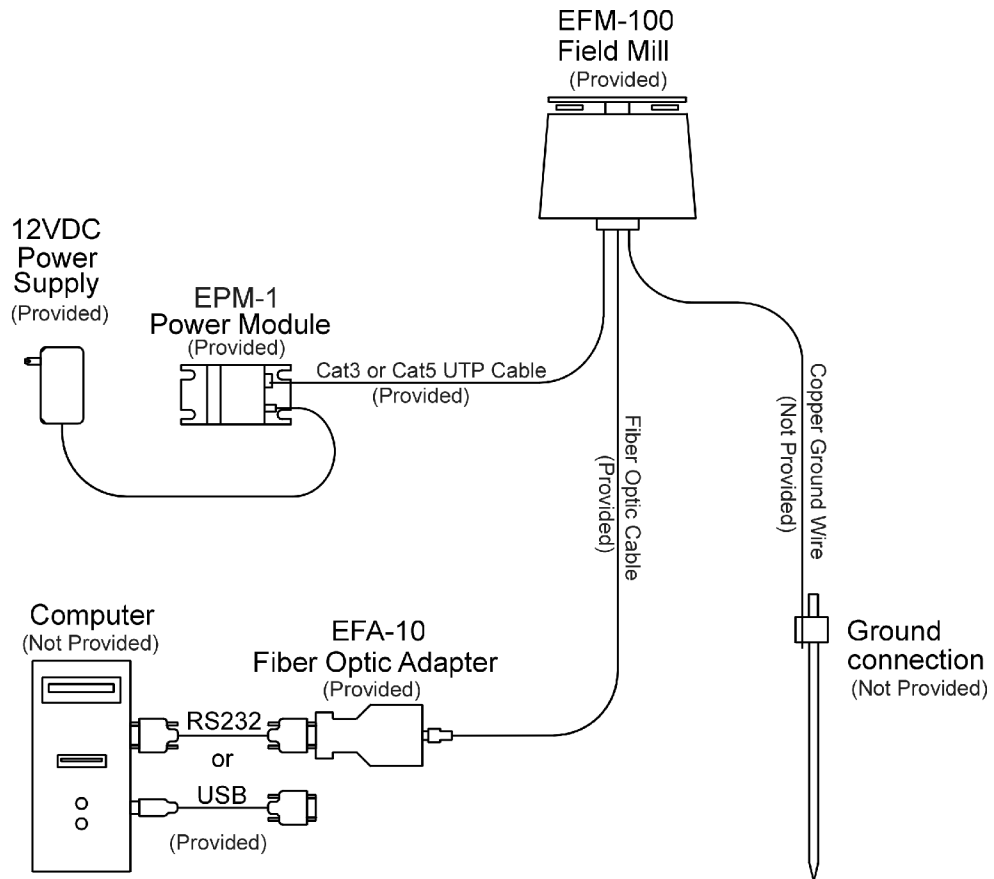 EFM-100
Field Mill
(Provided)
12VDC
Power
Supply
(Provided)
EPM-1
Power Module
(Provided)
Cat3 or Cat5 UTP Cable
(Provided)
Fiber Optic Cable
(Provided)
Copper Ground Wire
(Not Provided)
Computer
(Not Provided)
EFA-10
Fiber Optic Adapter
(Provided)
RS232
or
USB
(Provided)
Ground
connection
(Not Provided)